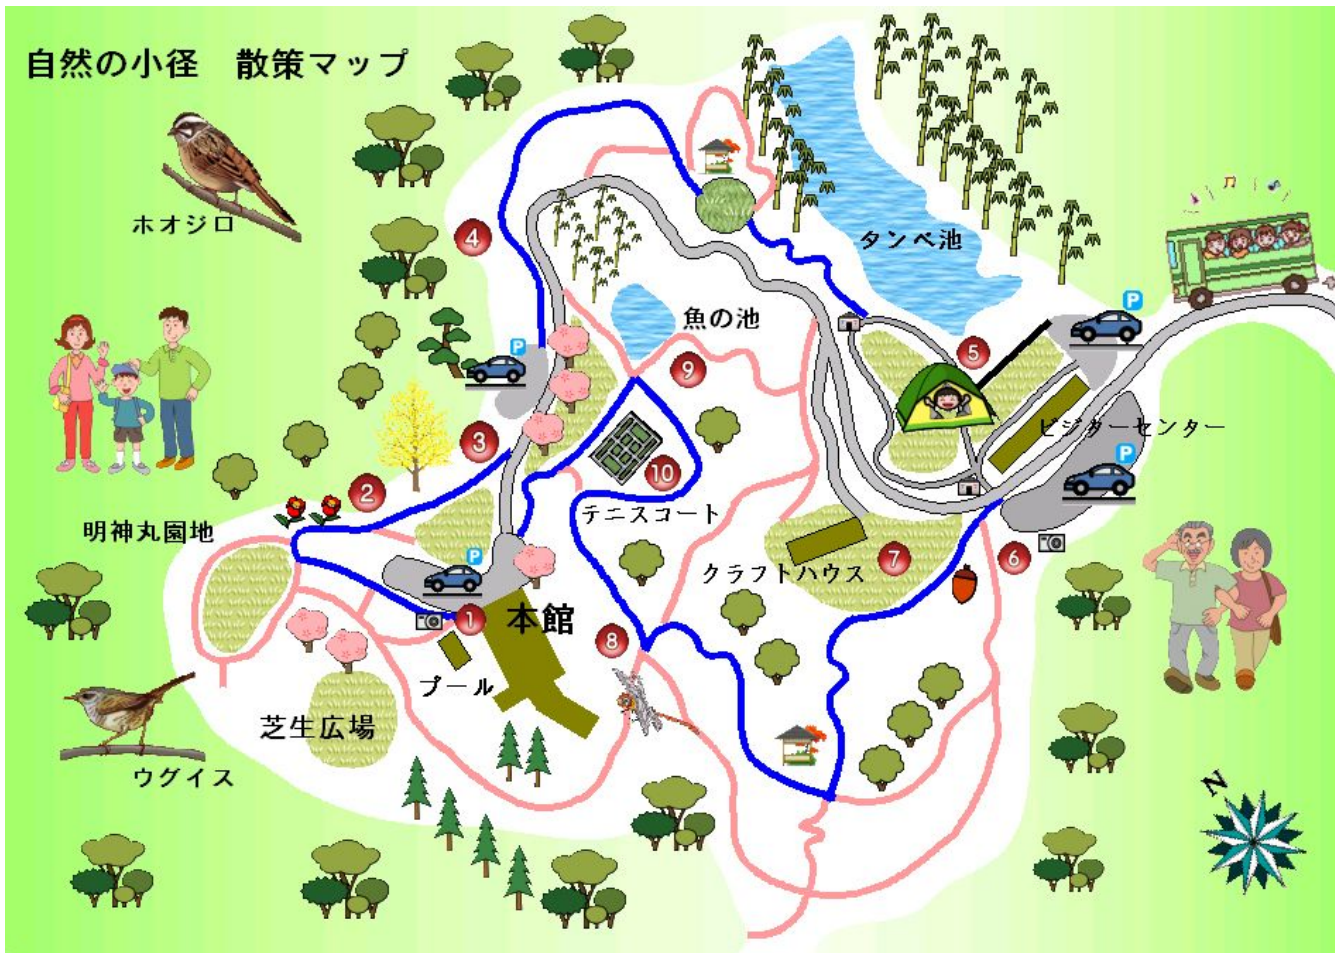 自然の小径　散策マップ
ホオジロ
タンベ池
P
④
魚の池
P
⑤
⑨
ビジターセンター
③
P
⑩
②
テニスコート
明神丸園地
P
クラフトハウス
⑦
⑥
①
本館
⑧
プール
芝生広場
ウグイス
N